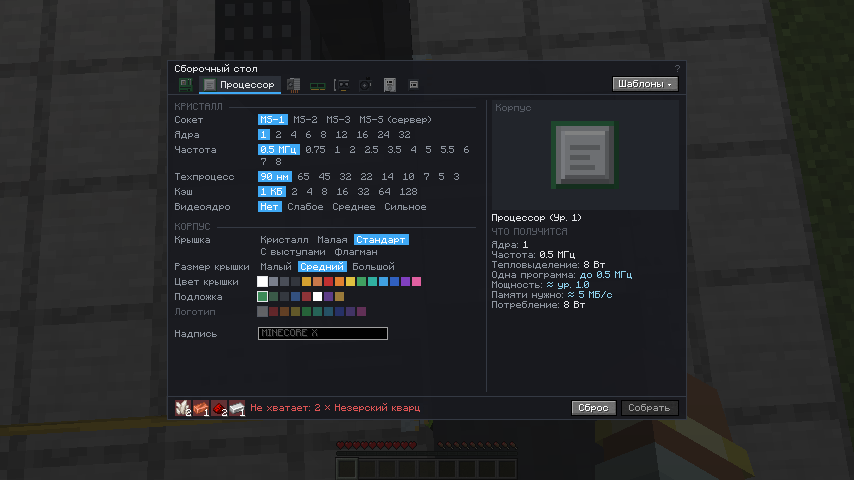 Сборочный стол
?
Процессор
Шаблоны
КРИСТАЛЛ
Сокет MS-1 MS-2 MS-3 MS-S (сервер)
Ядра 1 2 4 6 8 12 16 24 32
Частота 0.5 МГц 0.75 1 2 2.5 3.5 4 5 5.5 6
7 8
Техпроцесс 90 нм 65 45 32 22 14 10 7 5 3
Кэш 1 КБ 2 4 8 16 32 64 128
Видеоядро Нет Слабое Среднее Сильное
КОРПУС
Крышка Кристалл Малая Стандарт
С выступами Флагман
Размер крышки Малый Средний Большой
Цвет крышки
Подложка
Логотип
Надпись MINECORE X
Корпус
Процессор (Ур. 1)
ЧТО ПОЛУЧИТСЯ
Ядра: 1
Частота: 0.5 МГц
Тепловыделение: 8 Вт
Одна программа: до 0.5 МГц
Мощность: ≈ ур. 1.0
Памяти нужно: ≈ 5 МБ/с
Потребление: 8 Вт
2 1 2 1 Не хватает: 2 × Незерский кварц
Сброс Собрать